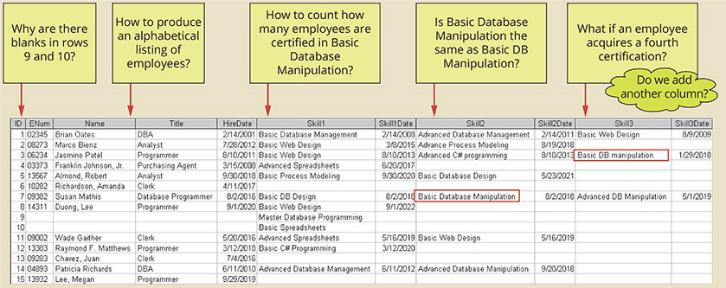 Why are there
blanks in rows
9 and 10?
How to produce
an alphabetical
listing of
employees?
How to count how
many employees are
certified in Basic
Database
Manipulation?
Is Basic Database
Manipulation the
same as Basic DB
Manipulation?
What if an employee
acquires a fourth
certification?
Do we add
another column?
ID ENum Name Title HireDate Skill1 Skill1Date Skill2 Skill2Date Skill3 Skill3Date
1 02345 Brian Oates DBA 2/14/2001 Basic Database Management 2/14/2008 Advanced Database Management 2/14/2011 Basic Web Design 8/9/2009
2 08273 Marco Bienz Analyst 7/28/2012 Basic Web Design 3/8/2015 Advance Process Modeling 8/19/2018
3 06234 Jasmine Patel Programmer 8/10/2011 Basic Web Design 8/10/2013 Advanced C# programming 8/10/2013 Basic DB manipulation 1/29/2018
4 03373 Franklin Johnson, Jr. Purchasing Agent 3/15/2008 Advanced Spreadsheets 6/20/2017
5 13567 Almond, Robert Analyst 9/30/2018 Basic Process Modeling 9/30/2020 Basic Database Design 5/23/2021
6 10282 Richardson, Amanda Clerk 4/11/2017
7 09382 Susan Mathis Database Programmer 8/2/2016 Basic DB Design 8/2/2018 Basic Database Manipulation 8/2/2018 Advanced DB Manipulation 5/1/2019
8 14311 Duong, Lee Programmer 9/1/2020 Basic Web Design 9/1/2022
9 Master Database Programming
10 Basic Spreadsheets
11 09002 Wade Gaither Clerk 5/20/2016 Advanced Spreadsheets 5/16/2019 Basic Web Design 5/16/2019
12 13383 Raymond F. Matthews Programmer 3/12/2018 Basic C# Programming 3/12/2020
13 09283 Chavez, Juan Clerk 7/4/2016
14 04893 Patricia Richards DBA 6/11/2010 Advanced Database Management 6/11/2012 Advanced Database Manipulation 9/20/2018
15 13932 Lee, Megan Programmer 9/29/2019